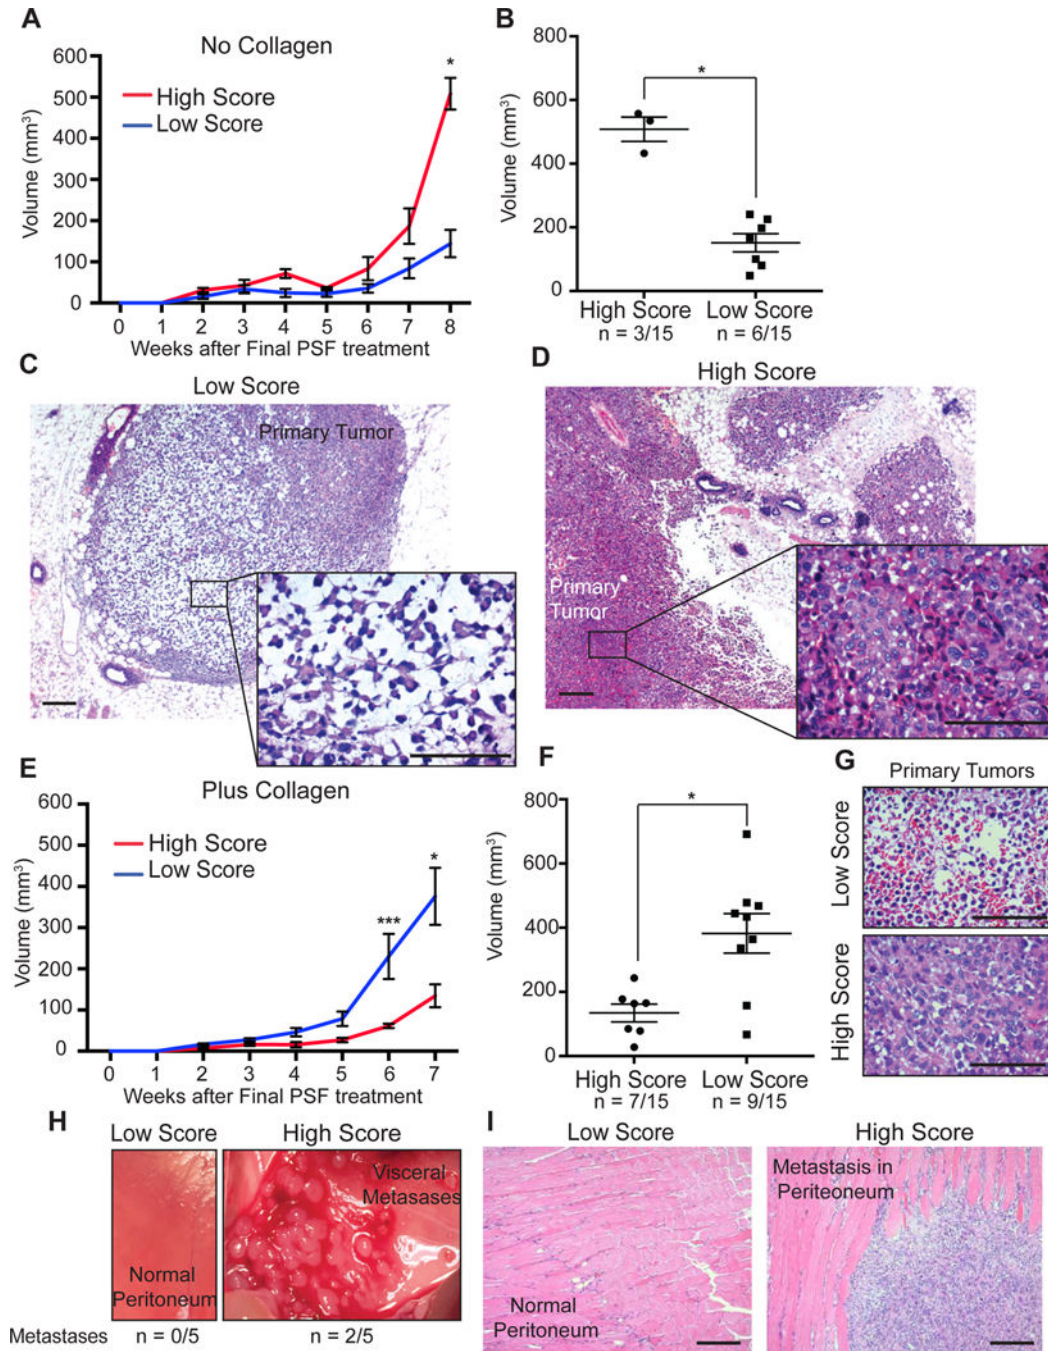 A
No Collagen
Volume (mm³)
600
500
400
300
200
100
0
High Score
Low Score
*
0 1 2 3 4 5 6 7 8
Weeks after Final PSF treatment
B
Volume (mm³)
800
600
400
200
0
*
High Score Low Score
n = 3/15 n = 6/15
C
Low Score
Primary Tumor
D
High Score
Primary
Tumor
E
Plus Collagen
Volume (mm³)
600
500
400
300
200
100
0
High Score
Low Score
***
*
0 1 2 3 4 5 6 7
Weeks after Final PSF treatment
F
Volume (mm³)
800
600
400
200
0
*
High Score Low Score
n = 7/15 n = 9/15
G
Primary Tumors
Low Score
High Score
H
Low Score High Score
Normal
Peritoneum
Visceral
Metasases
Metastases n = 0/5 n = 2/5
I
Low Score High Score
Normal
Peritoneum
Metastasis in
Periteoneum